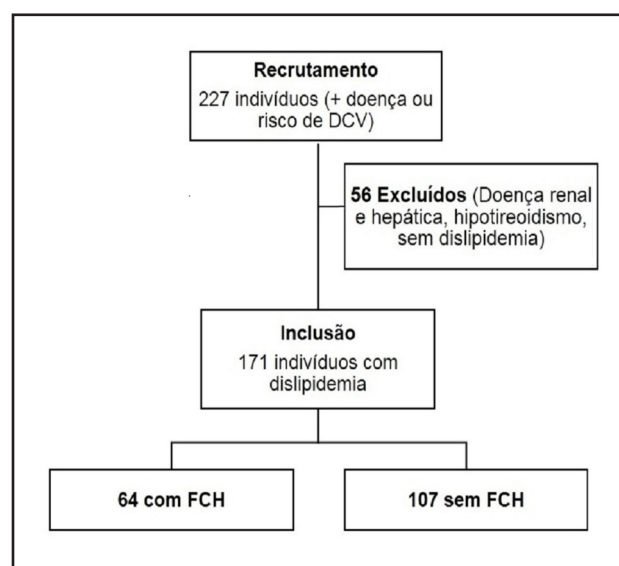 Recrutamento
227 indivíduos (+ doença ou
risco de DCV)
56 Excluídos (Doença renal
e hepática, hipotireoidismo,
sem dislipidemia)
Inclusão
171 indivíduos com
dislipidemia
64 com FCH
107 sem FCH